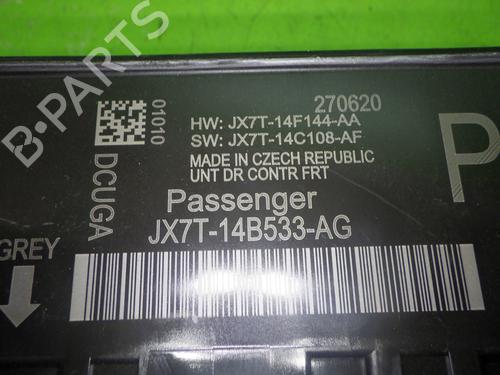 270620
HW: JX7T-14F144-AA
SW: JX7T-14C108-AF
MADE IN CZECH REPUBLIC
UNT DR CONTR FRT
01010
DCUGA
P
Passenger
JX7T-14B533-AG
GREY
B-Parts